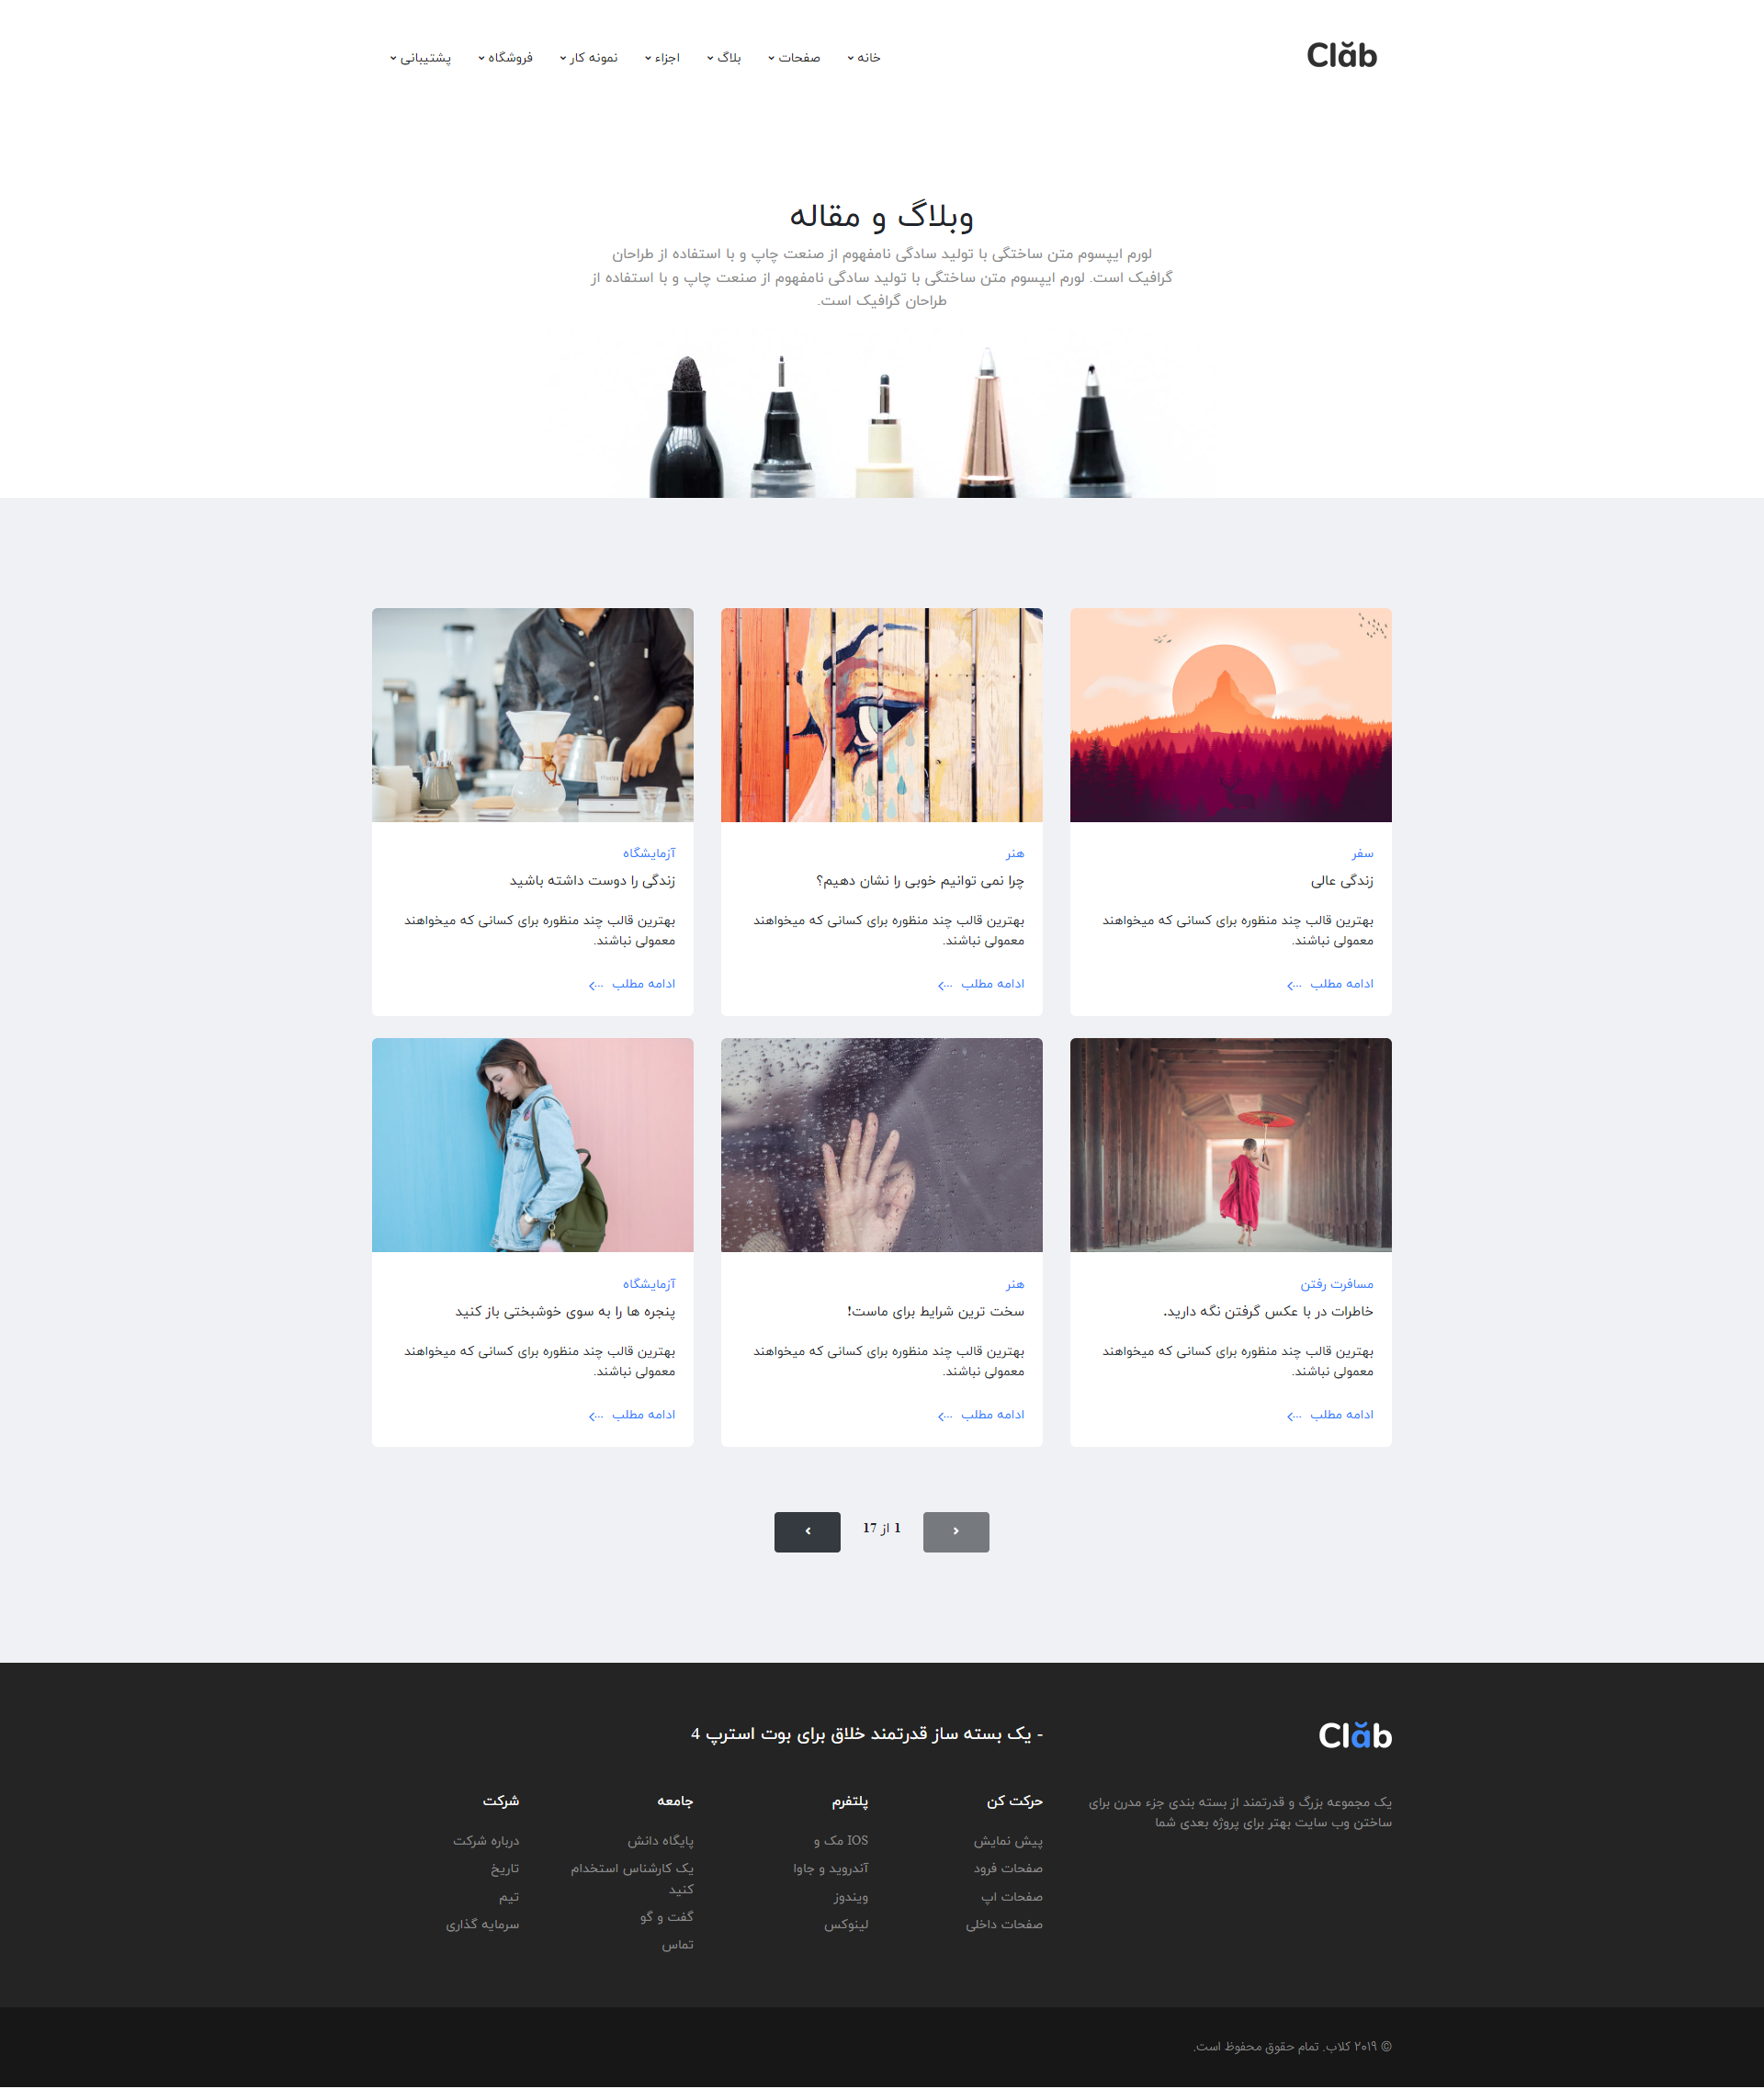 Clăb
خانه صفحات بلاگ اجزاء نمونه کار فروشگاه پشتیبانی
وبلاگ و مقاله
لورم ایپسوم متن ساختگی با تولید سادگی نامفهوم از صنعت چاپ و با استفاده از طراحان
گرافیک است. لورم ایپسوم متن ساختگی با تولید سادگی نامفهوم از صنعت چاپ و با استفاده از
طراحان گرافیک است.
سفر
زندگی عالی
بهترین قالب چند منظوره برای کسانی که میخواهند
معمولی نباشند.
ادامه مطلب
هنر
چرا نمی توانیم خوبی را نشان دهیم؟
بهترین قالب چند منظوره برای کسانی که میخواهند
معمولی نباشند.
ادامه مطلب
آزمایشگاه
زندگی را دوست داشته باشید
بهترین قالب چند منظوره برای کسانی که میخواهند
معمولی نباشند.
ادامه مطلب
مسافرت رفتن
خاطرات در با عکس گرفتن نگه دارید.
بهترین قالب چند منظوره برای کسانی که میخواهند
معمولی نباشند.
ادامه مطلب
هنر
سخت ترین شرایط برای ماست!
بهترین قالب چند منظوره برای کسانی که میخواهند
معمولی نباشند.
ادامه مطلب
آزمایشگاه
پنجره ها را به سوی خوشبختی باز کنید
بهترین قالب چند منظوره برای کسانی که میخواهند
معمولی نباشند.
ادامه مطلب
1 از 17
Clăb
یک مجموعه بزرگ و قدرتمند از بسته بندی جزء مدرن برای
ساختن وب سایت بهتر برای پروژه بعدی شما
- یک بسته ساز قدرتمند خلاق برای بوت استرپ 4
حرکت کن
پیش نمایش
صفحات فرود
صفحات اپ
صفحات داخلی
پلتفرم
IOS مک و
آندروید و جاوا
ویندوز
لینوکس
جامعه
پایگاه دانش
یک کارشناس استخدام
کنید
گفت و گو
تماس
شرکت
درباره شرکت
تاریخ
تیم
سرمایه گذاری
© ۲۰۱۹ کلاب. تمام حقوق محفوظ است.